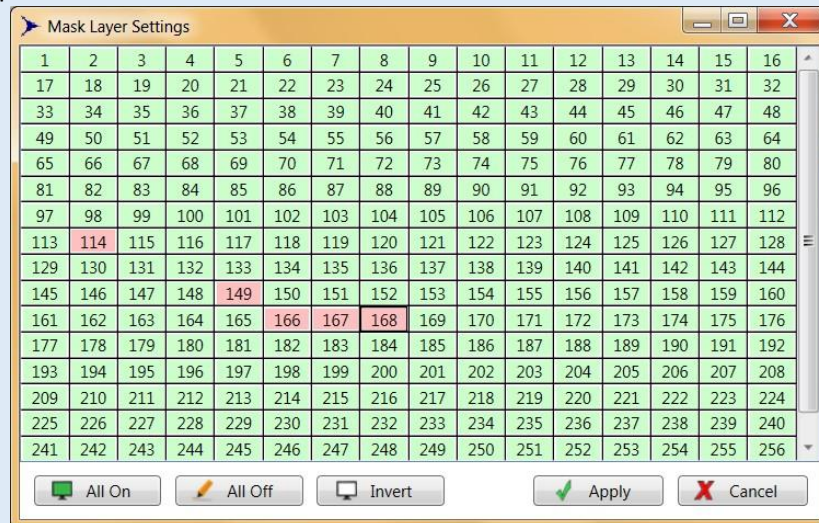 Mask Layer Settings
1 2 3 4 5 6 7 8 9 10 11 12 13 14 15 16
17 18 19 20 21 22 23 24 25 26 27 28 29 30 31 32
33 34 35 36 37 38 39 40 41 42 43 44 45 46 47 48
49 50 51 52 53 54 55 56 57 58 59 60 61 62 63 64
65 66 67 68 69 70 71 72 73 74 75 76 77 78 79 80
81 82 83 84 85 86 87 88 89 90 91 92 93 94 95 96
97 98 99 100 101 102 103 104 105 106 107 108 109 110 111 112
113 114 115 116 117 118 119 120 121 122 123 124 125 126 127 128
129 130 131 132 133 134 135 136 137 138 139 140 141 142 143 144
145 146 147 148 149 150 151 152 153 154 155 156 157 158 159 160
161 162 163 164 165 166 167 168 169 170 171 172 173 174 175 176
177 178 179 180 181 182 183 184 185 186 187 188 189 190 191 192
193 194 195 196 197 198 199 200 201 202 203 204 205 206 207 208
209 210 211 212 213 214 215 216 217 218 219 220 221 222 223 224
225 226 227 228 229 230 231 232 233 234 235 236 237 238 239 240
241 242 243 244 245 246 247 248 249 250 251 252 253 254 255 256
All On All Off Invert Apply Cancel